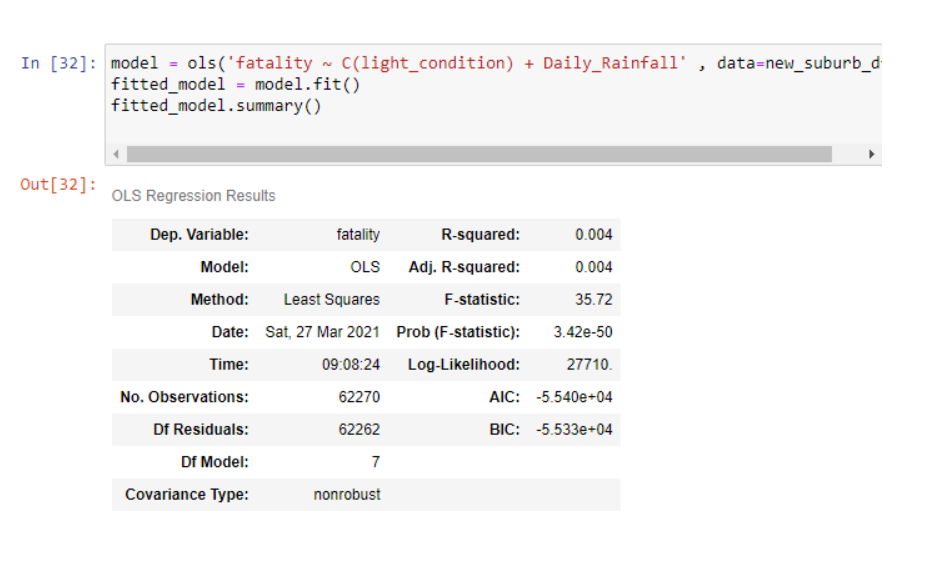 In [32]: model = ols('fatality ~ C(light_condition) + Daily_Rainfall' , data=new_suburb_d
fitted_model = model.fit()
fitted_model.summary()
Out[32]:
OLS Regression Results
Dep. Variable: fatality R-squared: 0.004
Model: OLS Adj. R-squared: 0.004
Method: Least Squares F-statistic: 35.72
Date: Sat, 27 Mar 2021 Prob (F-statistic): 3.42e-50
Time: 09:08:24 Log-Likelihood: 27710.
No. Observations: 62270 AIC: -5.540e+04
Df Residuals: 62262 BIC: -5.533e+04
Df Model: 7
Covariance Type: nonrobust